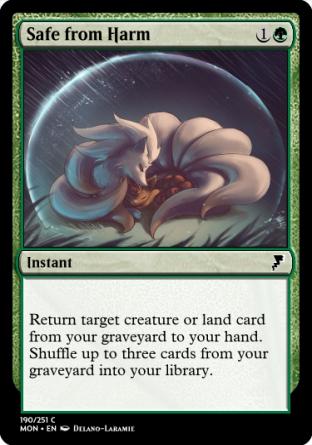 Safe from Harm 1
Instant
Return target creature or land card
from your graveyard to your hand.
Shuffle up to three cards from your
graveyard into your library.
190/251 C
MON • EN Delano-Laramie